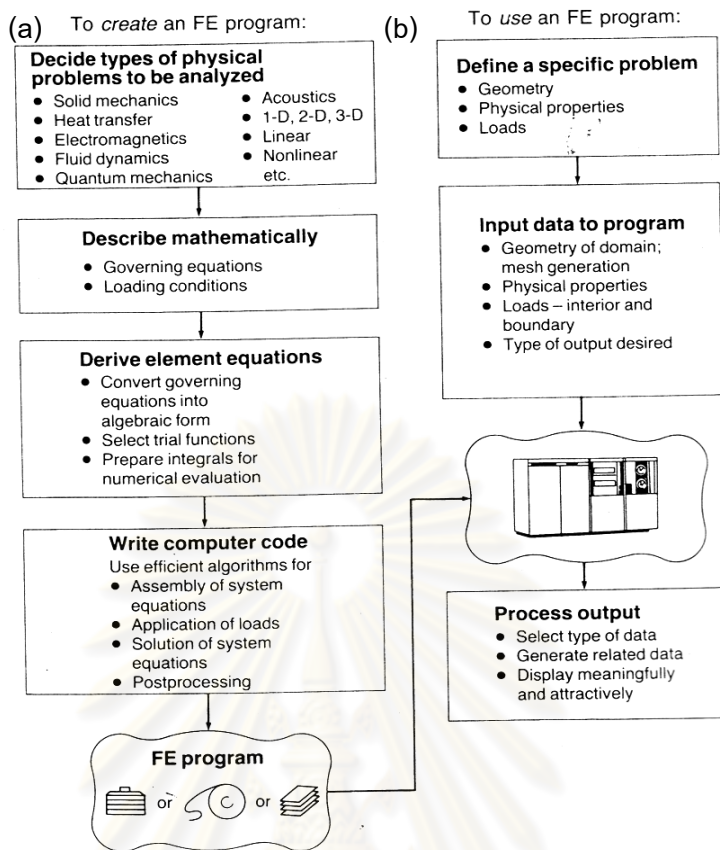 (a) To create an FE program:
Decide types of physical
problems to be analyzed
• Solid mechanics
• Heat transfer
• Electromagnetics
• Fluid dynamics
• Quantum mechanics
• Acoustics
• 1-D, 2-D, 3-D
• Linear
• Nonlinear
etc.
Describe mathematically
• Governing equations
• Loading conditions
Derive element equations
• Convert governing
equations into
algebraic form
• Select trial functions
• Prepare integrals for
numerical evaluation
Write computer code
Use efficient algorithms for
• Assembly of system
equations
• Application of loads
• Solution of system
equations
• Postprocessing
FE program
or C or
(b) To use an FE program:
Define a specific problem
• Geometry
• Physical properties
• Loads
Input data to program
• Geometry of domain;
mesh generation
• Physical properties
• Loads – interior and
boundary
• Type of output desired
Process output
• Select type of data
• Generate related data
• Display meaningfully
and attractively